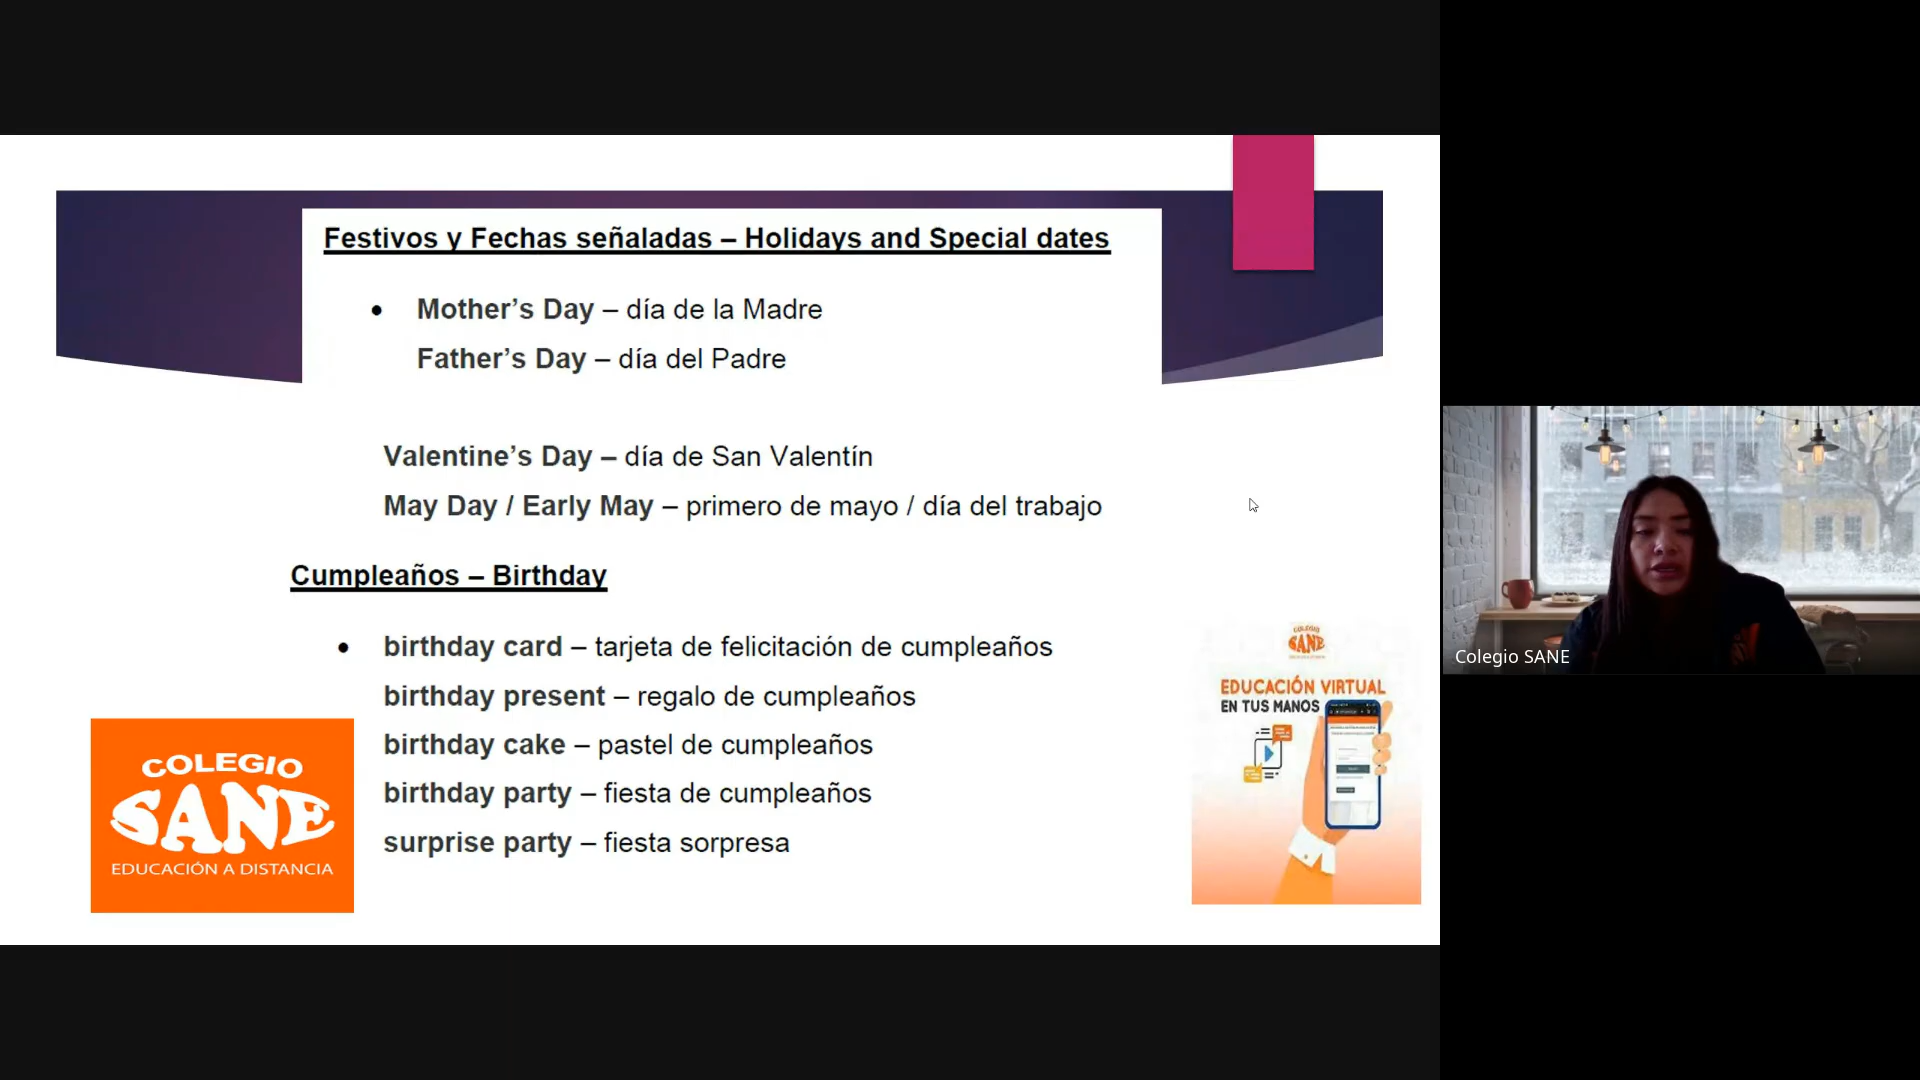 Festivos y Fechas señaladas – Holidays and Special dates
• Mother’s Day – día de la Madre
Father’s Day – día del Padre
Valentine’s Day – día de San Valentín
May Day / Early May – primero de mayo / día del trabajo
Cumpleaños – Birthday
• birthday card – tarjeta de felicitación de cumpleaños
birthday present – regalo de cumpleaños
birthday cake – pastel de cumpleaños
birthday party – fiesta de cumpleaños
surprise party – fiesta sorpresa
COLEGIO
SANE
EDUCACIÓN A DISTANCIA
COLEGIO
SANE
EDUCACIÓN VIRTUAL
EN TUS MANOS
Colegio SANE